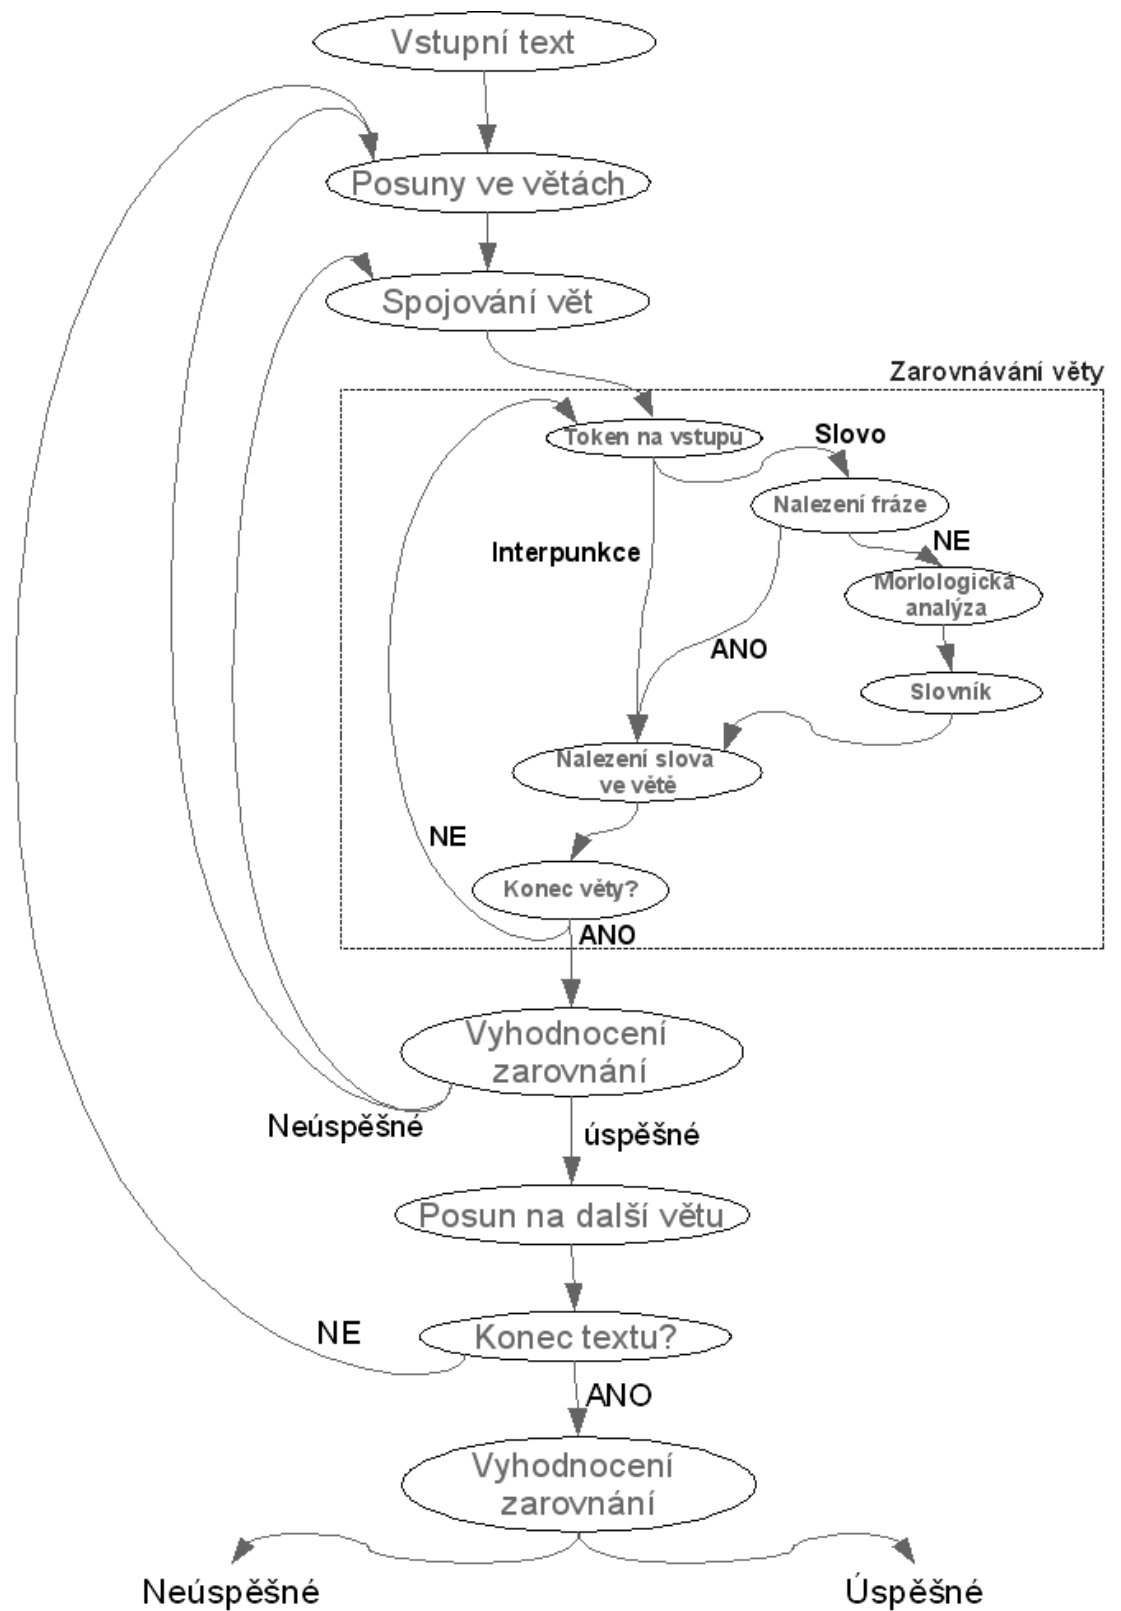 Vstupní text
Posuny ve větách
Spojování vět
Zarovnávání věty
Token na vstupu
Slovo
Nalezení fráze
Interpunkce
NE
Morlologická
analýza
ANO
Slovník
Nalezení slova
ve větě
NE
Konec věty?
ANO
Vyhodnocení
zarovnání
Neúspěšné
úspěšné
Posun na další větu
NE
Konec textu?
ANO
Vyhodnocení
zarovnání
Neúspěšné
Úspěšné